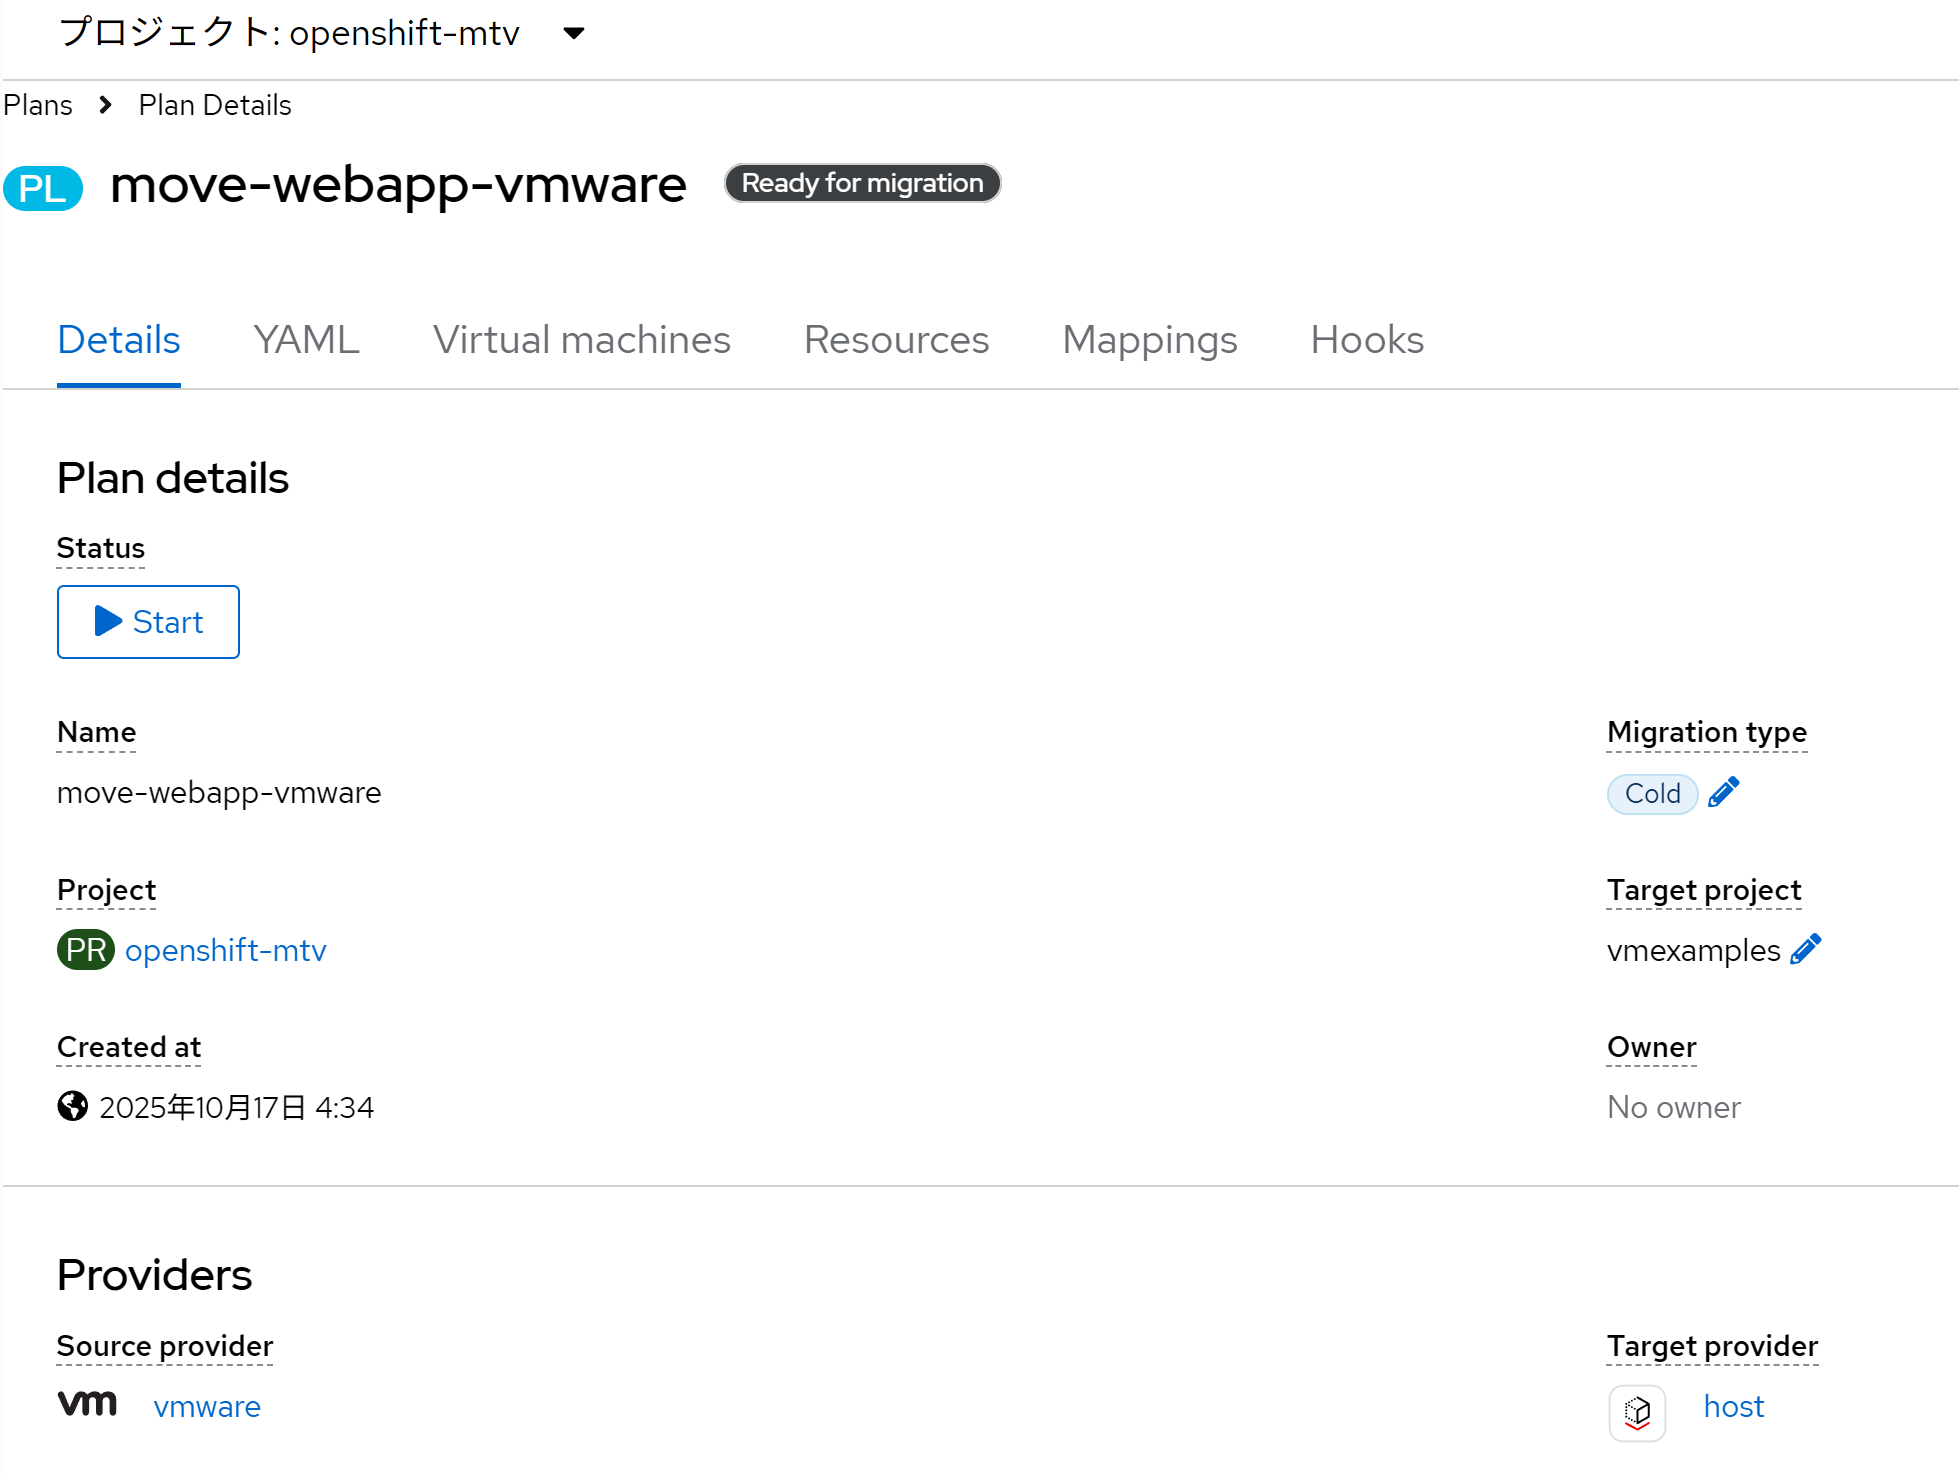 プロジェクト: openshift-mtv
Plans > Plan Details
PL move-webapp-vmware Ready for migration
Details YAML Virtual machines Resources Mappings Hooks
Plan details
Status
Start
Name Migration type
move-webapp-vmware Cold
Project Target project
PR openshift-mtv vmexamples
Created at Owner
2025年10月17日 4:34 No owner
Providers
Source provider Target provider
vm vmware host